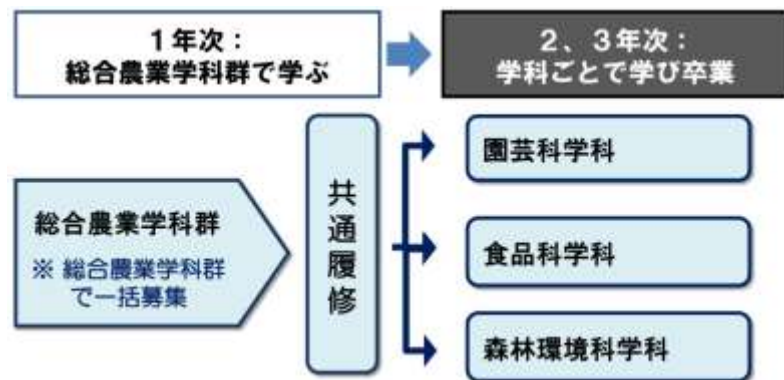 １年次：
総合農業学科群で学ぶ
２、３年次：
学科ごとで学び卒業
総合農業学科群
※ 総合農業学科群
で一括募集
共通履修
園芸科学科
食品科学科
森林環境科学科